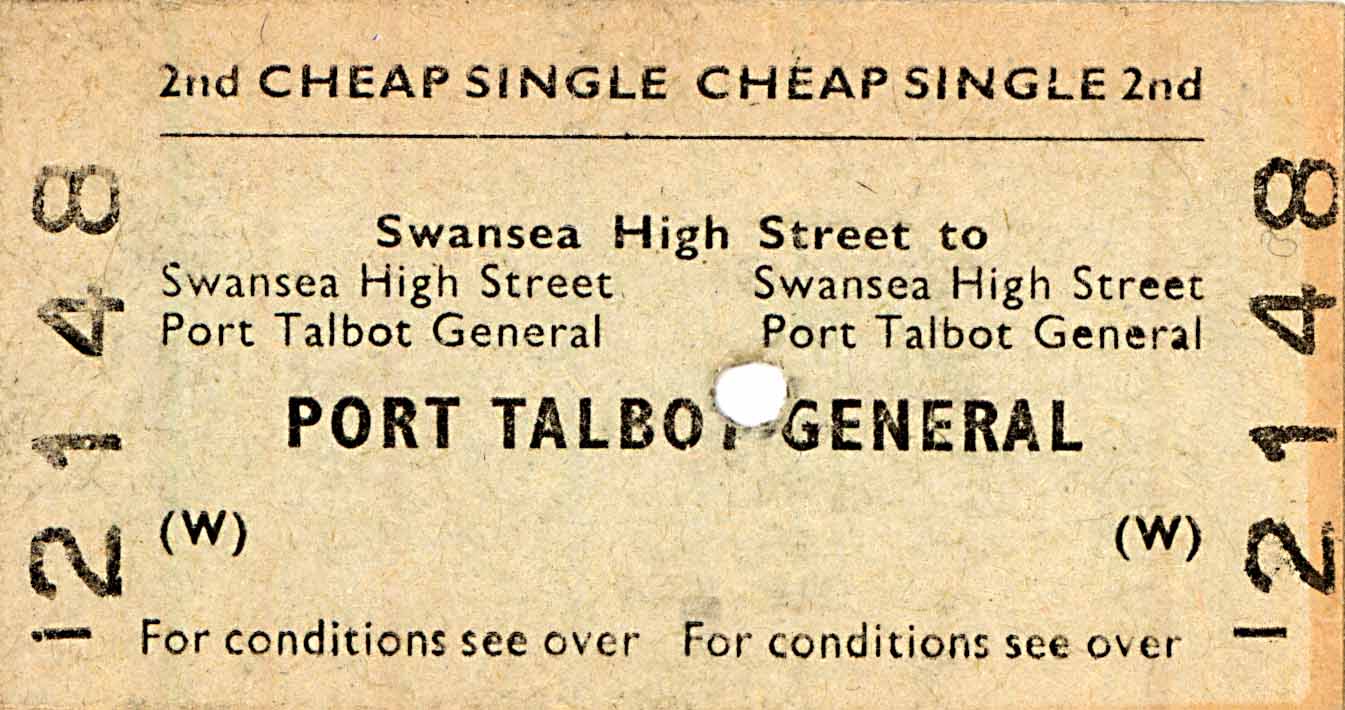 2nd CHEAP SINGLE CHEAP SINGLE 2nd
Swansea High Street to
Swansea High Street Swansea High Street
Port Talbot General Port Talbot General
PORT TALBOT GENERAL
(W) (W)
For conditions see over For conditions see over
12148
12148